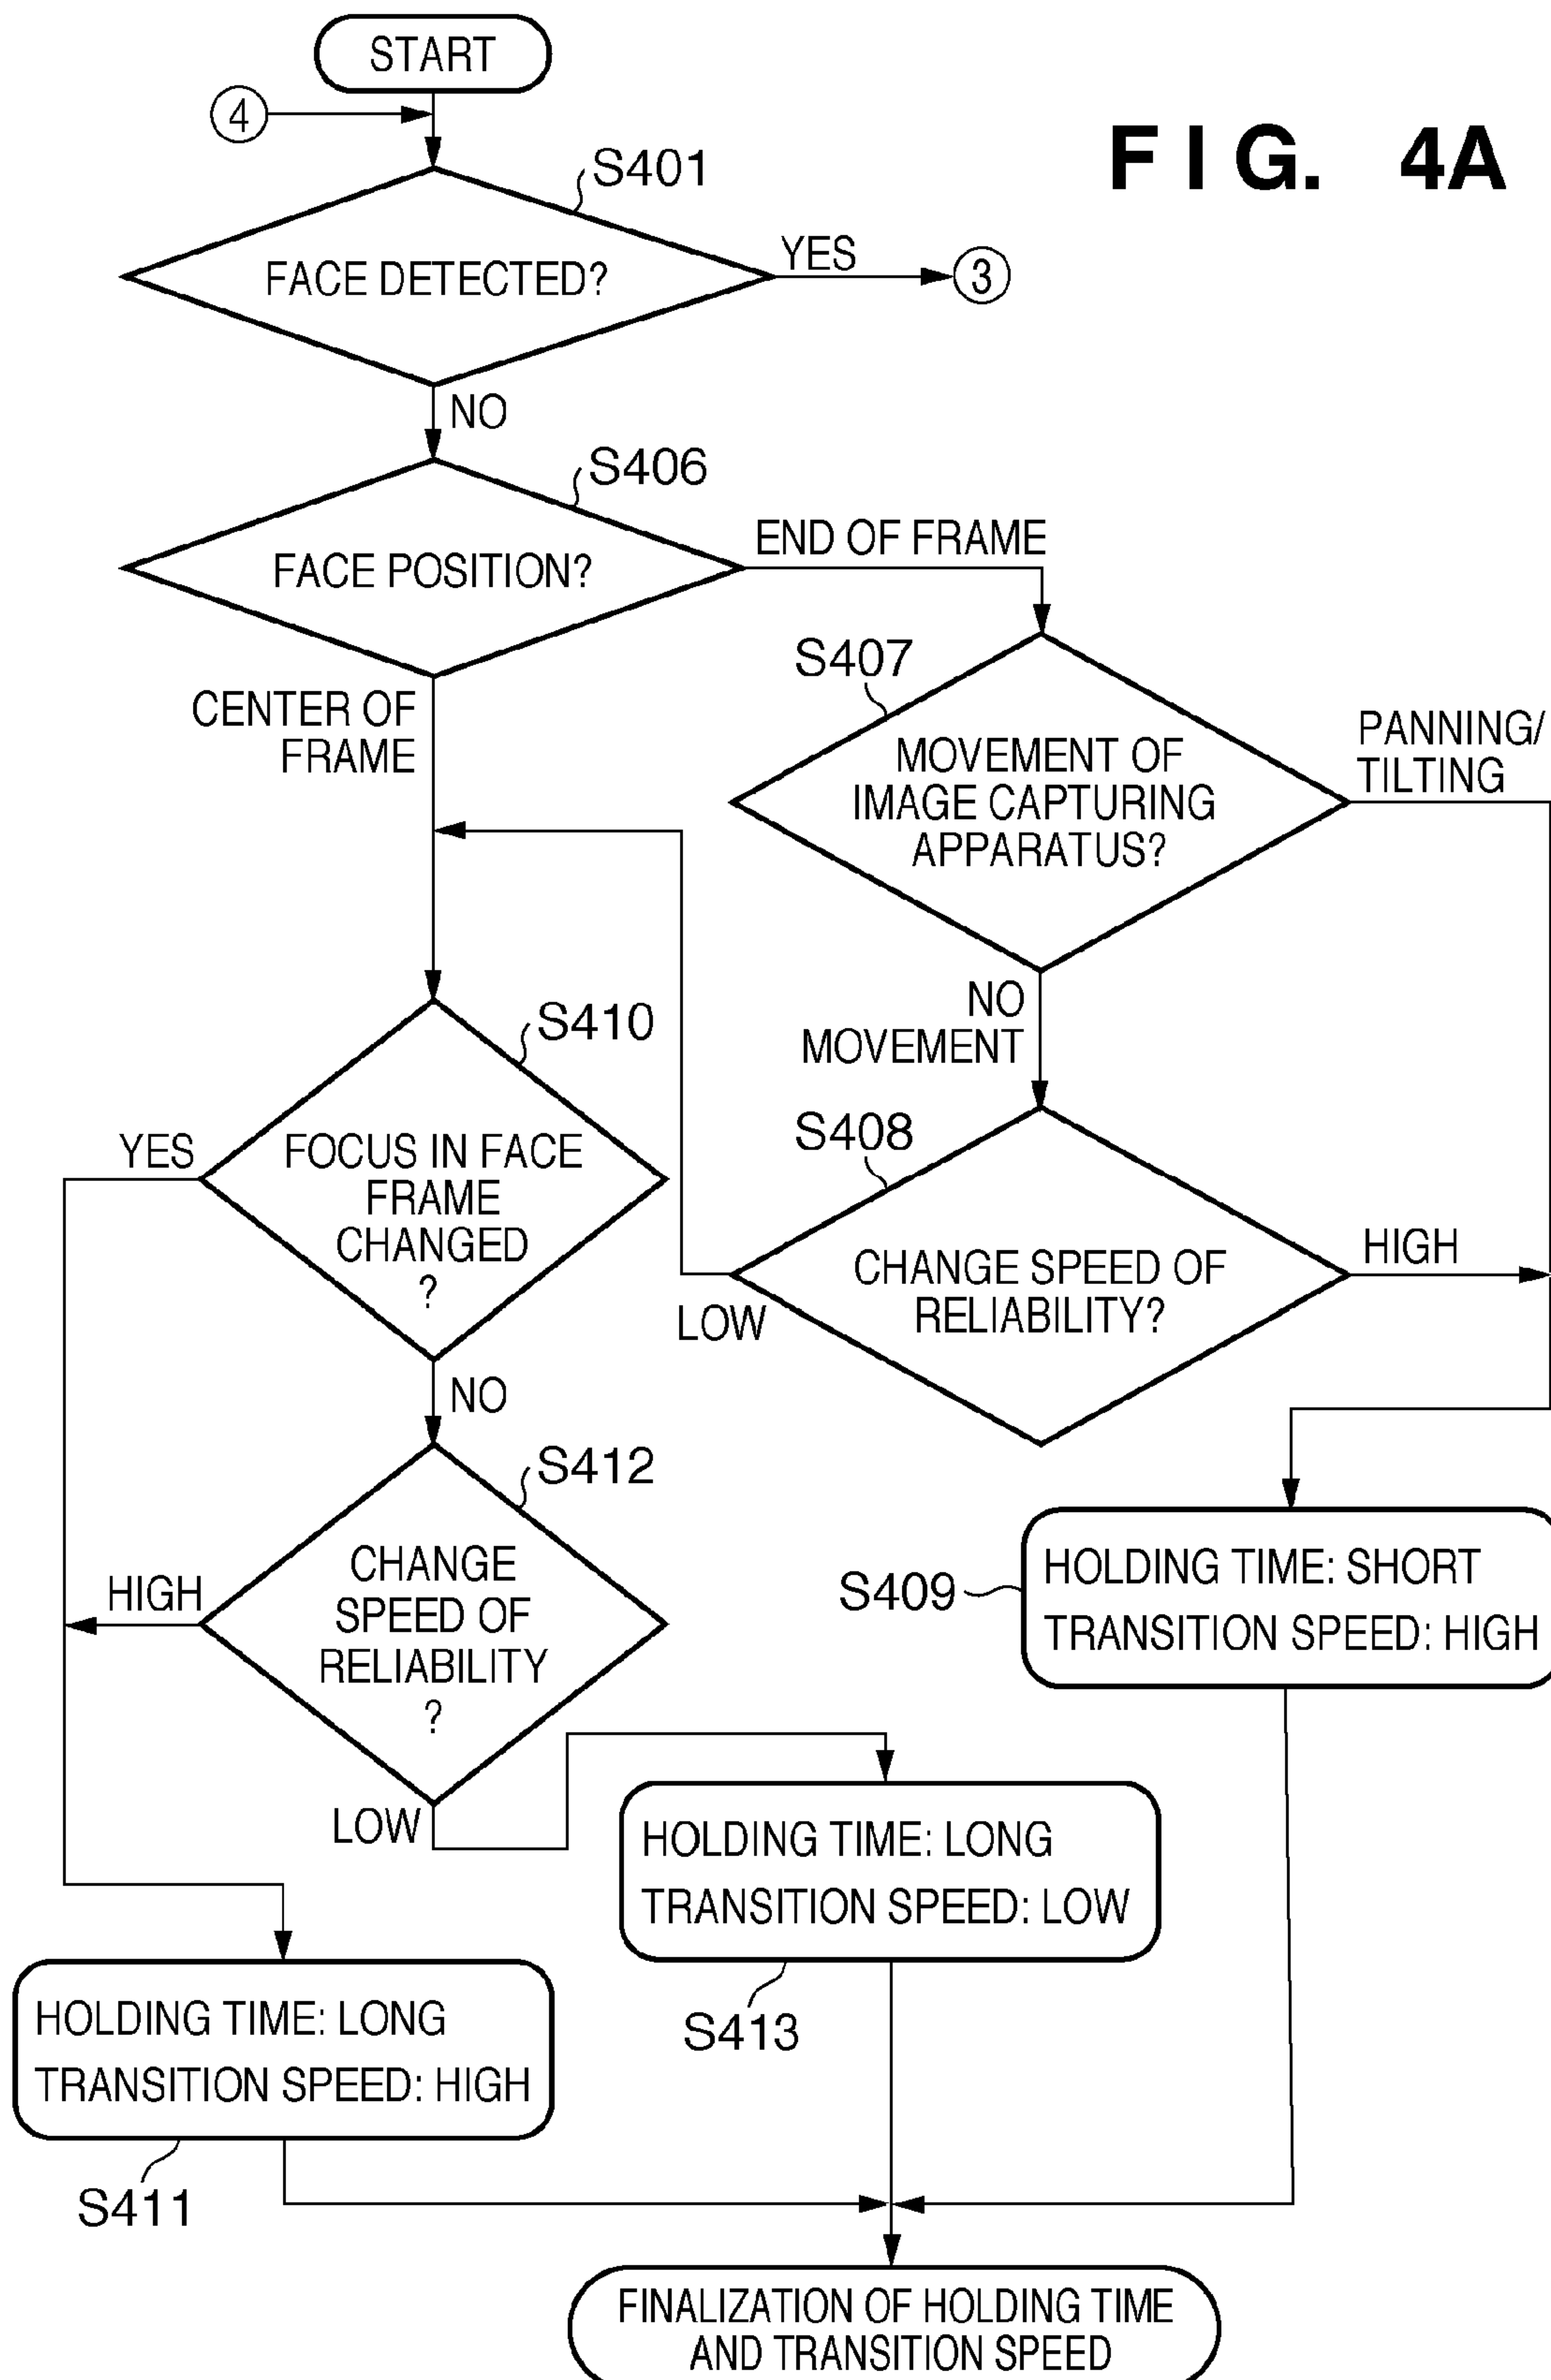 START
4
FIG. 4A
S401
FACE DETECTED?
YES
3
NO
S406
FACE POSITION?
END OF FRAME
CENTER OF
FRAME
S407
MOVEMENT OF
IMAGE CAPTURING
APPARATUS?
PANNING/
TILTING
NO
MOVEMENT
S410
FOCUS IN FACE
FRAME
CHANGED
?
YES
NO
S408
CHANGE SPEED OF
RELIABILITY?
HIGH
LOW
S412
CHANGE
SPEED OF
RELIABILITY
?
HIGH
LOW
S409
HOLDING TIME: SHORT
TRANSITION SPEED: HIGH
HOLDING TIME: LONG
TRANSITION SPEED: LOW
S413
HOLDING TIME: LONG
TRANSITION SPEED: HIGH
S411
FINALIZATION OF HOLDING TIME
AND TRANSITION SPEED